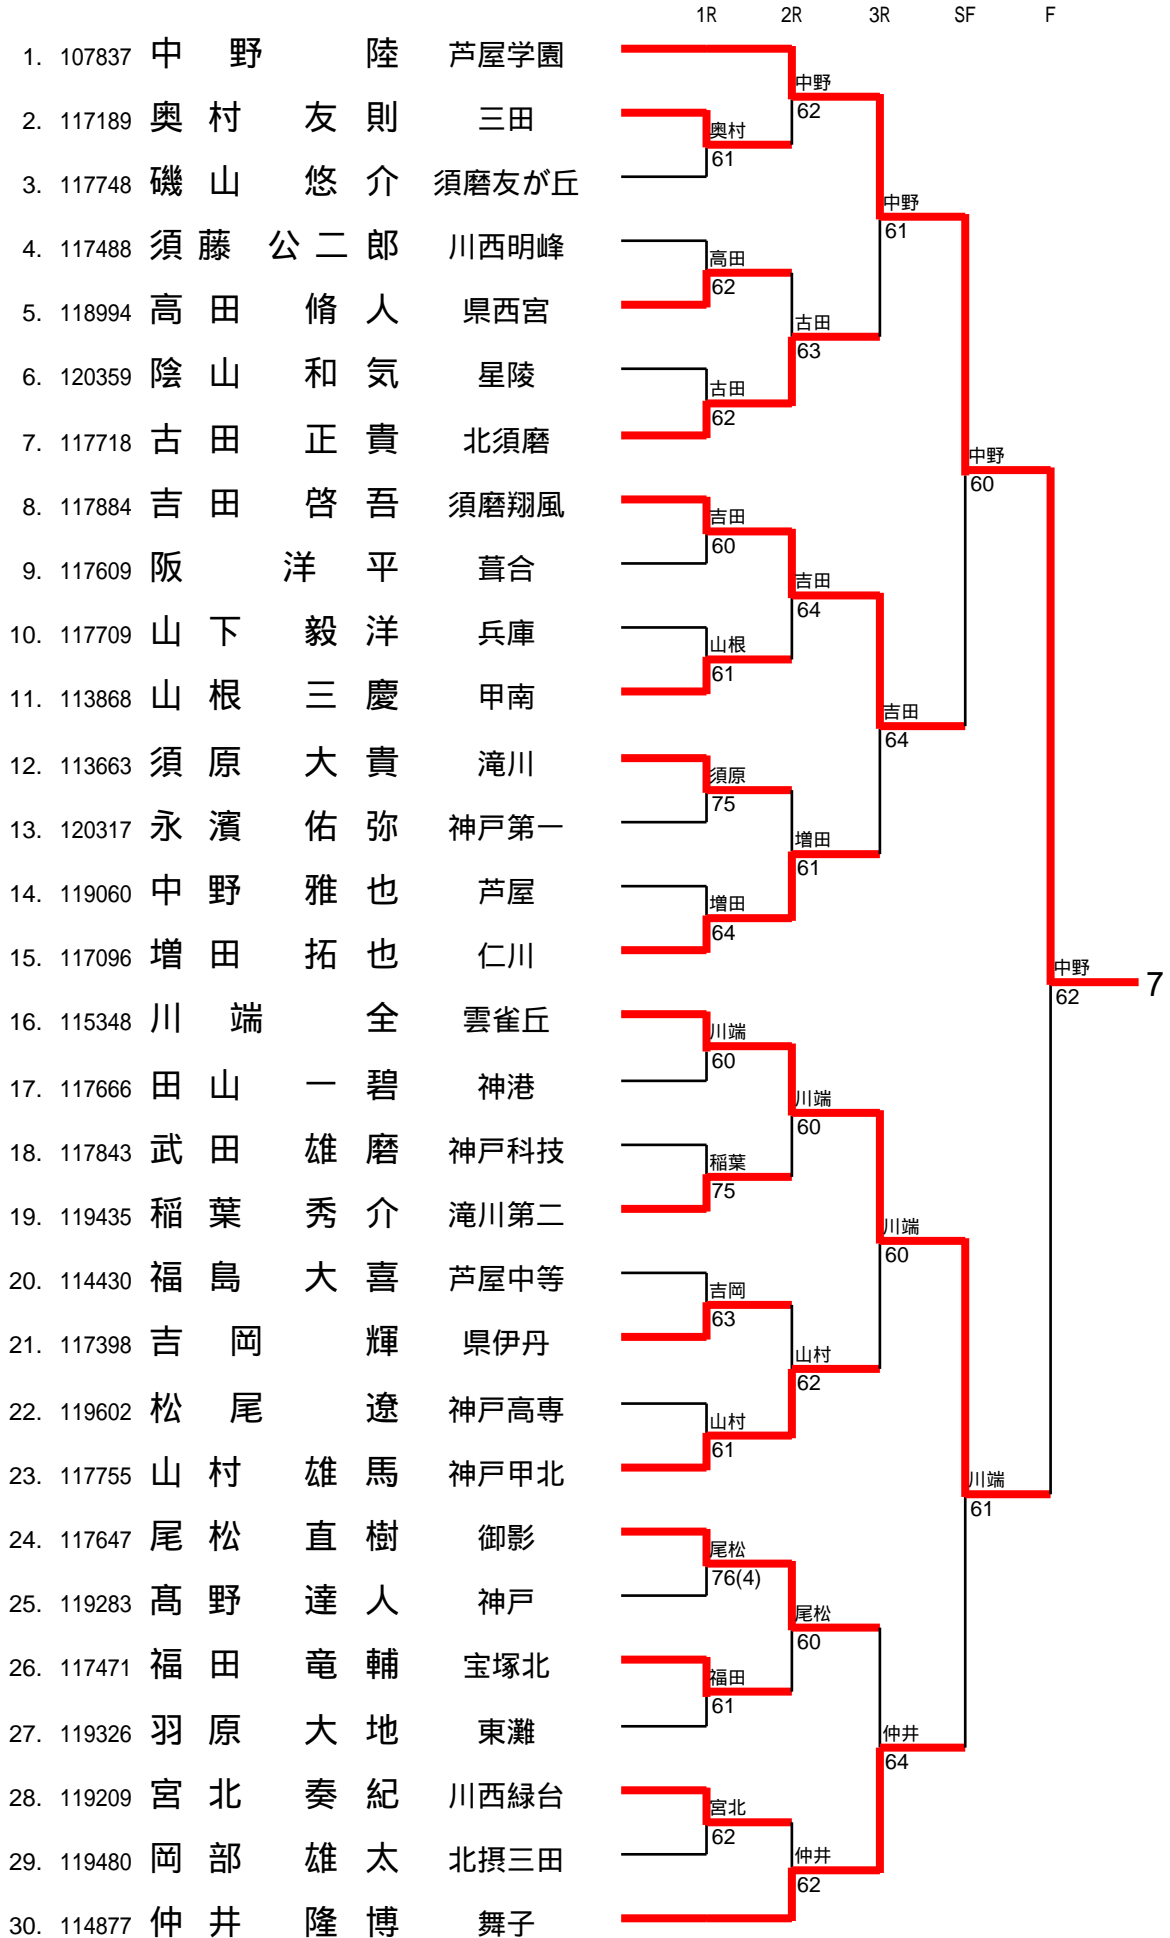 1R 2R 3R SF F
1. 107837 中野 陸 芦屋学園
中野
2. 117189 奥村 友則 三田
62
奥村
61
3. 117748 磯山 悠介 須磨友が丘
中野
61
4. 117488 須藤 公二郎 川西明峰
高田
62
5. 118994 高田 脩人 県西宮
古田
63
6. 120359 陰山 和気 星陵
古田
62
7. 117718 古田 正貴 北須磨
中野
60
8. 117884 吉田 啓吾 須磨翔風
吉田
60
9. 117609 阪 洋平 葺合
吉田
64
10. 117709 山下 毅洋 兵庫
山根
61
11. 113868 山根 三慶 甲南
吉田
64
12. 113663 須原 大貴 滝川
須原
75
13. 120317 永濱 佑弥 神戸第一
増田
61
14. 119060 中野 雅也 芦屋
増田
64
15. 117096 増田 拓也 仁川
中野
62
7
16. 115348 川端 全 雲雀丘
川端
60
17. 117666 田山 一碧 神港
川端
60
18. 117843 武田 雄磨 神戸科技
稲葉
75
19. 119435 稲葉 秀介 滝川第二
川端
60
20. 114430 福島 大喜 芦屋中等
吉岡
63
21. 117398 吉岡 輝 県伊丹
山村
62
22. 119602 松尾 遼 神戸高専
山村
61
23. 117755 山村 雄馬 神戸甲北
川端
61
24. 117647 尾松 直樹 御影
尾松
76(4)
25. 119283 髙野 達人 神戸
尾松
60
26. 117471 福田 竜輔 宝塚北
福田
61
27. 119326 羽原 大地 東灘
仲井
64
28. 119209 宮北 奏紀 川西緑台
宮北
62
29. 119480 岡部 雄太 北摂三田
仲井
62
30. 114877 仲井 隆博 舞子